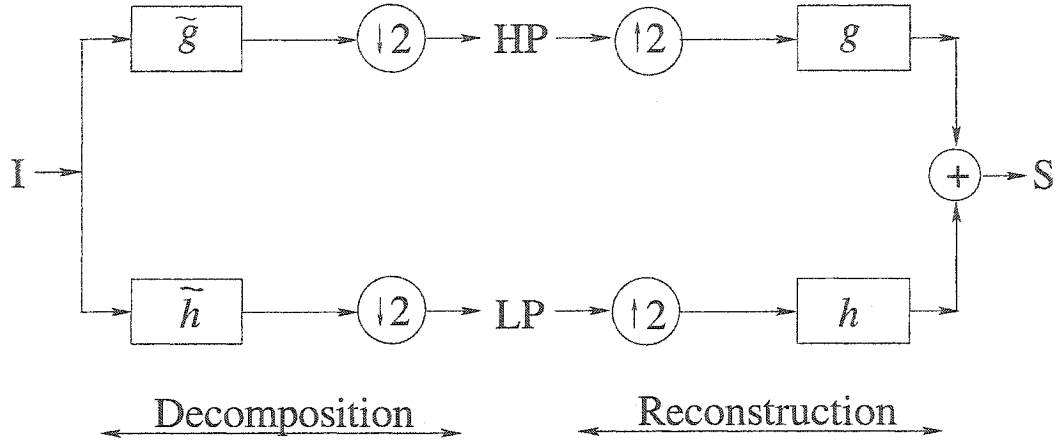 g̃ ↓2 HP ↑2 g
I + S
h̃ ↓2 LP ↑2 h
Decomposition Reconstruction